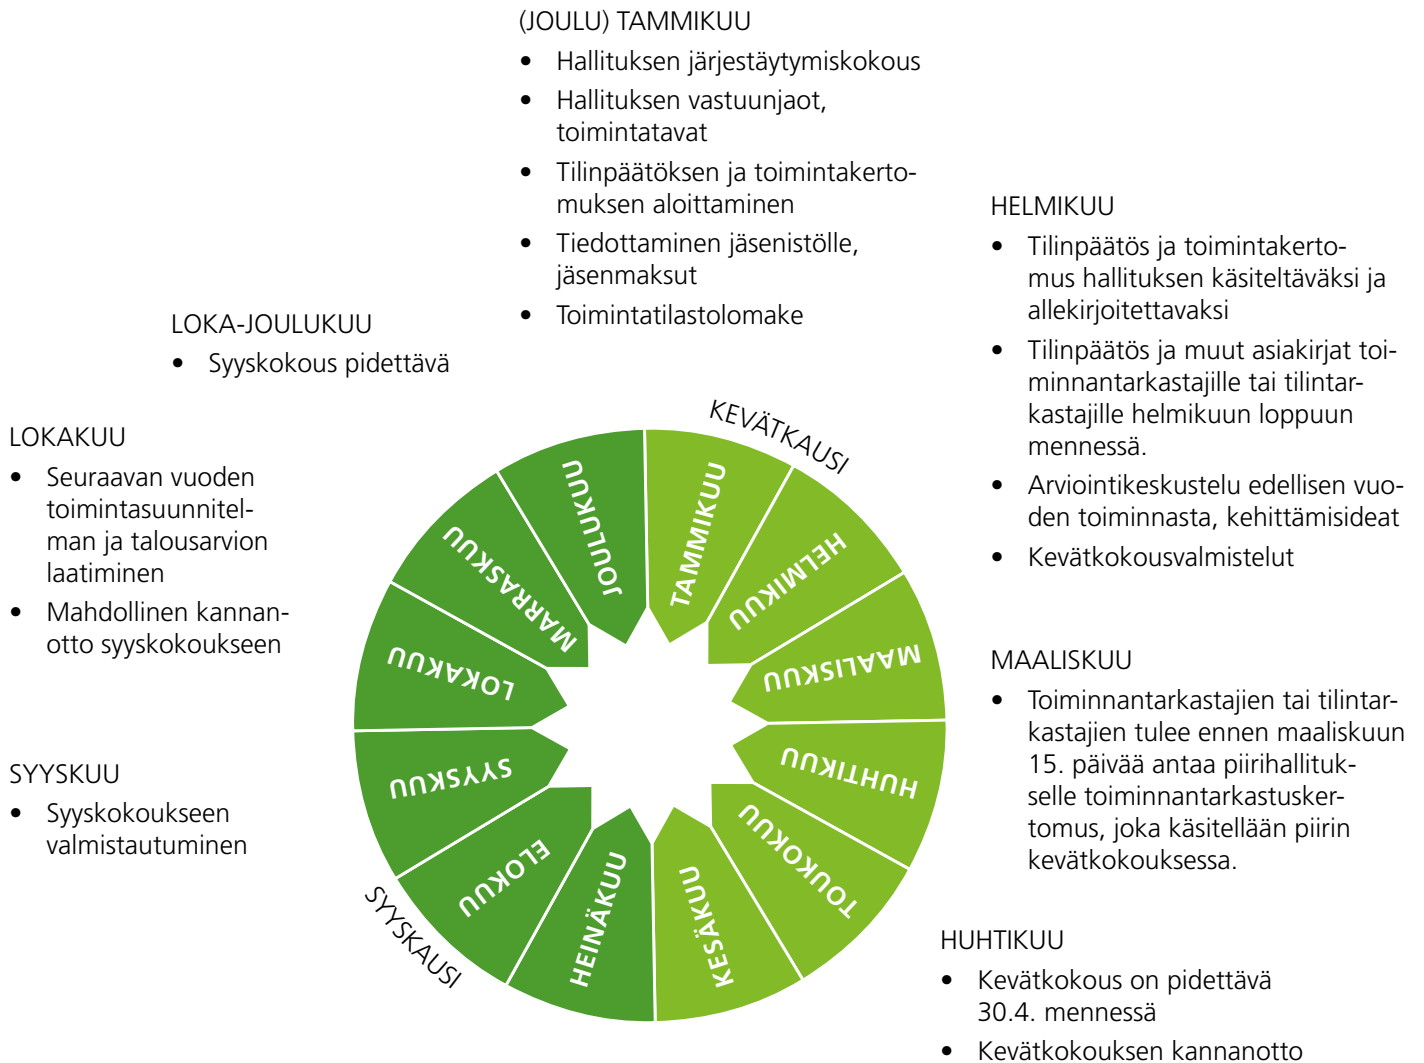 (JOULU) TAMMIKUU
• Hallituksen järjestäytymiskokous
• Hallituksen vastuunjaot,
toimintatavat
• Tilinpäätöksen ja toimintakerto-
muksen aloittaminen
• Tiedottaminen jäsenistölle,
jäsenmaksut
• Toimintatilastolomake
HELMIKUU
• Tilinpäätös ja toimintakerto-
mus hallituksen käsiteltäväksi ja
allekirjoitettavaksi
• Tilinpäätös ja muut asiakirjat toi-
minnantarkastajille tai tilintar-
kastajille helmikuun loppuun
mennessä.
• Arviointikeskustelu edellisen vuo-
den toiminnasta, kehittämisideat
• Kevätkokousvalmistelut
MAALISKUU
• Toiminnantarkastajien tai tilintar-
kastajien tulee ennen maaliskuun
15. päivää antaa piirihallituk-
selle toiminnantarkastusker-
tomus, joka käsitellään piirin
kevätkokouksessa.
HUHTIKUU
• Kevätkokous on pidettävä
30.4. mennessä
• Kevätkokouksen kannanotto
SYYSKUU
• Syyskokoukseen
valmistautuminen
LOKAKUU
• Seuraavan vuoden
toimintasuunnitel-
man ja talousarvion
laatiminen
• Mahdollinen kannan-
otto syyskokoukseen
LOKA-JOULUKUU
• Syyskokous pidettävä
KEVÄTKAUSI
TAMMIKUU
HELMIKUU
MAALISKUU
HUHTIKUU
TOUKOKUU
KESÄKUU
SYYSKAUSI
HEINÄKUU
ELOKUU
SYYSKUU
LOKAKUU
MARRASKUU
JOULUKUU